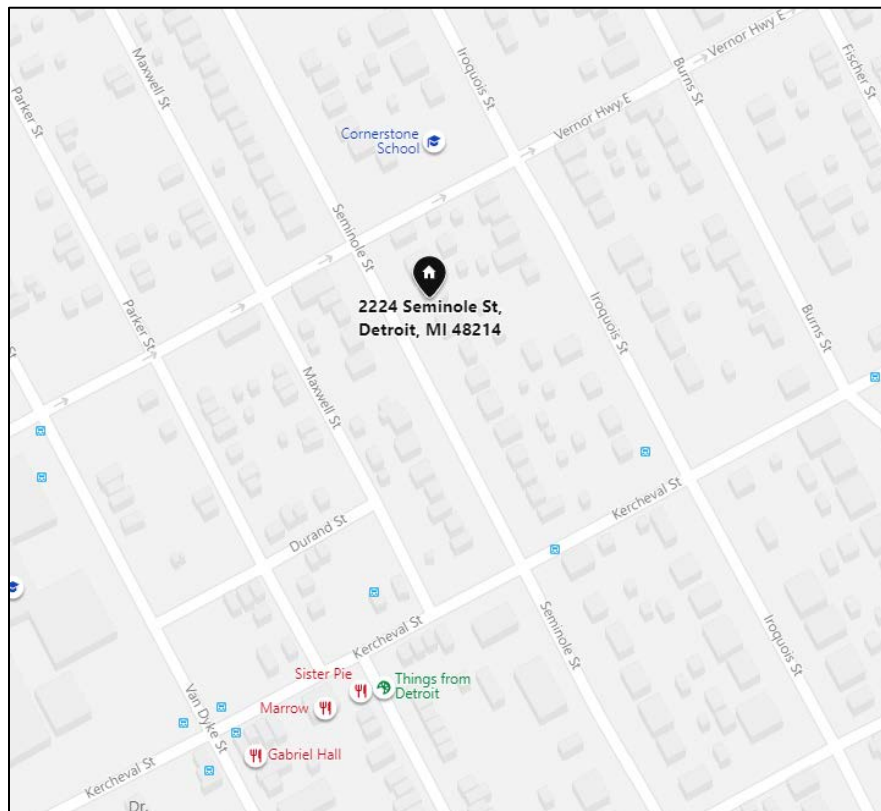 Maxwell St
Iroquois St
Burns St
Vernor Hwy E
Fischer St
Parker St
Cornerstone
School
Vernor Hwy E
Seminole St
2224 Seminole St,
Detroit, MI 48214
Parker St
Iroquois St
Burns St
Maxwell St
Kercheval St
Durand St
Kercheval St
Seminole St
Iroquois St
Sister Pie
Things from
Detroit
Marrow
Van Dyke St
Gabriel Hall
Kercheval St
Dr.